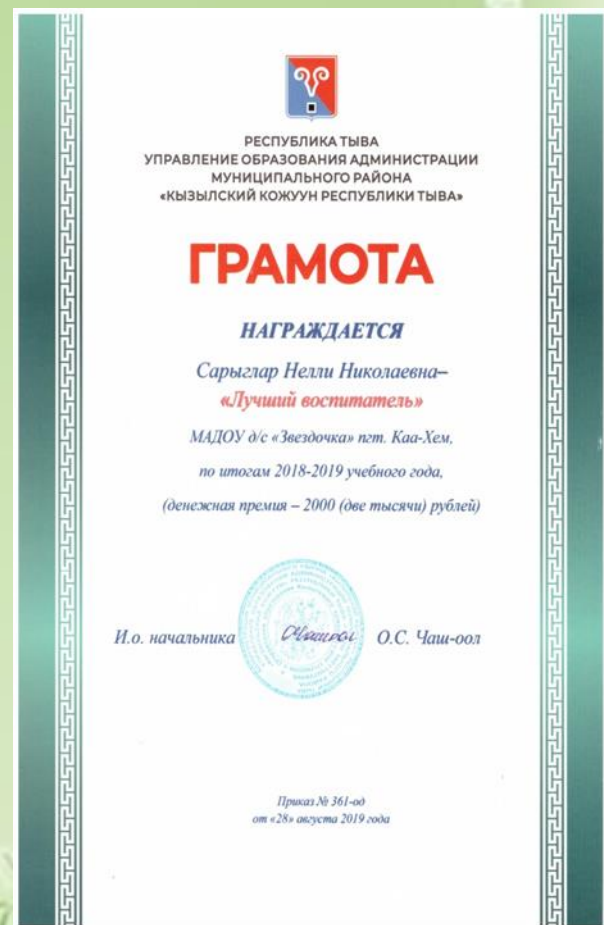 РЕСПУБЛИКА ТЫВА
УПРАВЛЕНИЕ ОБРАЗОВАНИЯ АДМИНИСТРАЦИИ
МУНИЦИПАЛЬНОГО РАЙОНА
«КЫЗЫЛСКИЙ КОЖУУН РЕСПУБЛИКИ ТЫВА»
ГРАМОТА
НАГРАЖДАЕТСЯ
Сарыглар Нелли Николаевна–
«Лучший воспитатель»
МАДОУ д/с «Звездочка» пгт. Каа-Хем,
по итогам 2018-2019 учебного года,
(денежная премия – 2000 (две тысячи) рублей)
И.о. начальника О.С. Чаш-оол
Приказ № 361-од
от «28» августа 2019 года